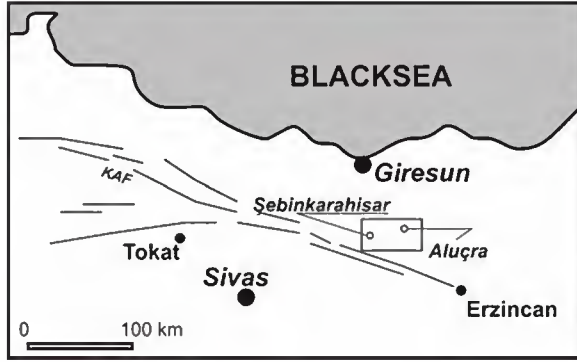 BLACKSEA
Giresun
KAF
Şebinkarahisar
Aluçra
Tokat
Sivas
Erzincan
0 100 km